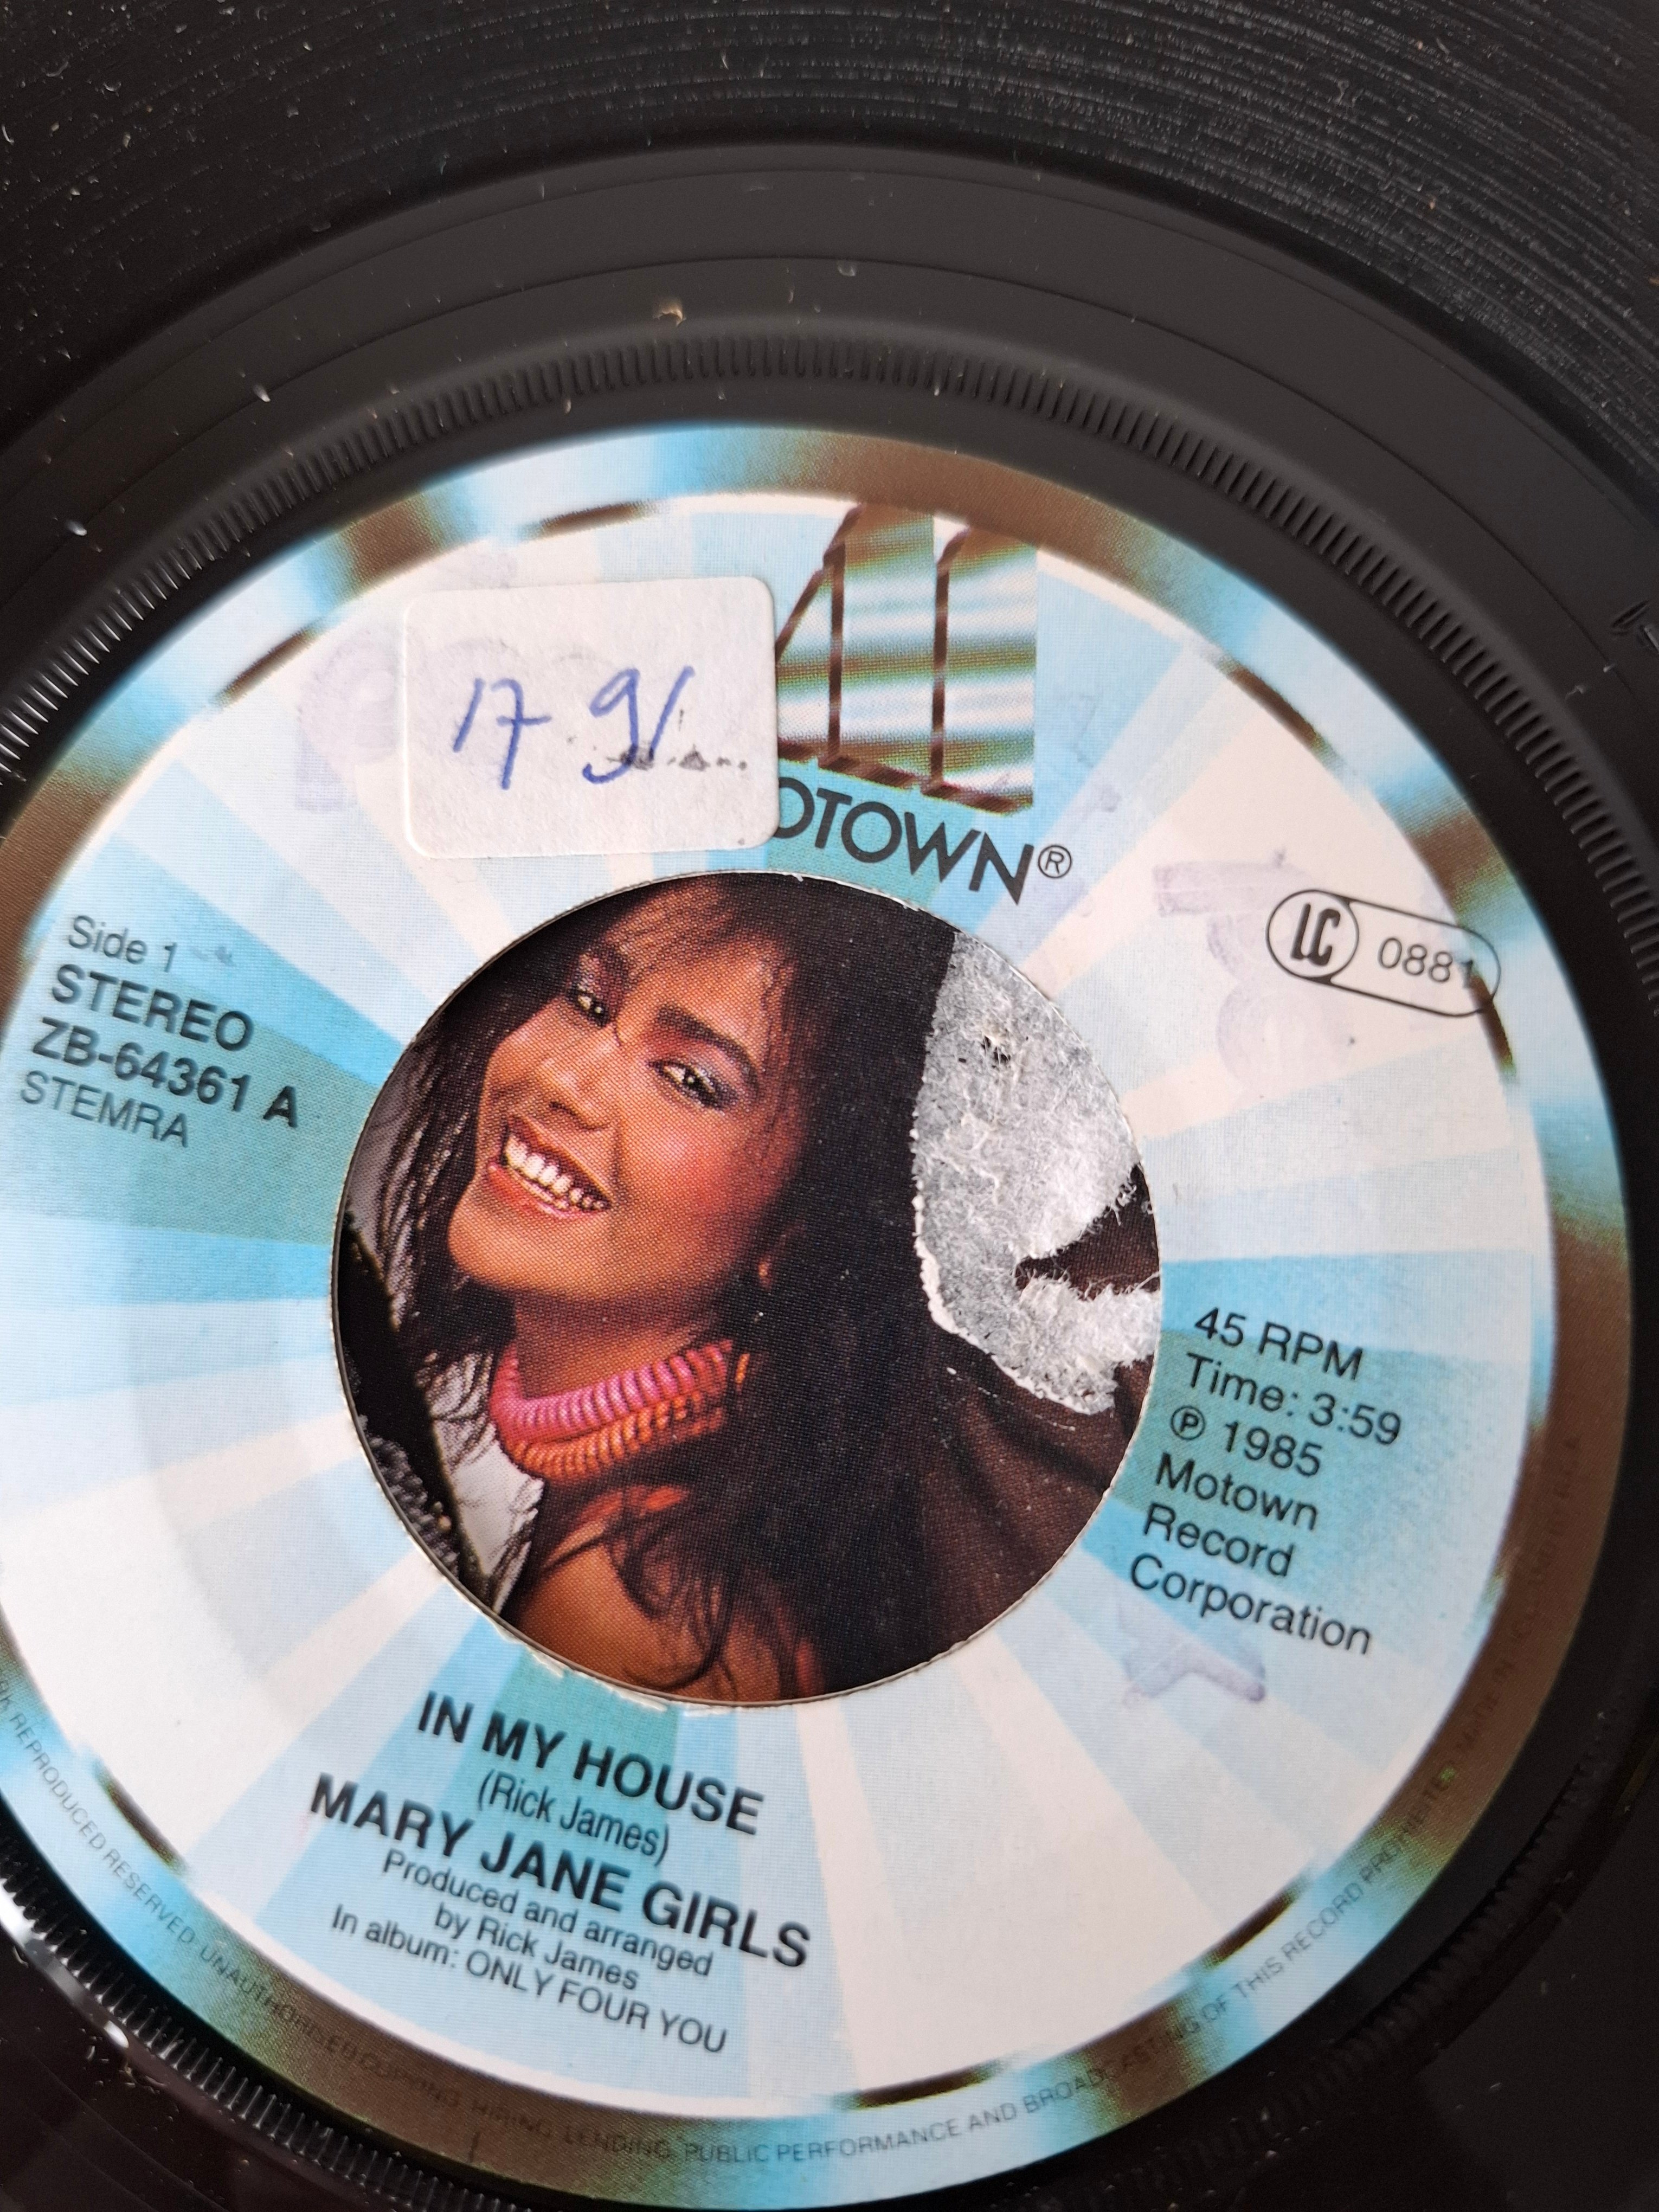 17 91
OTOWN®
LC 0881
Side 1
STEREO
ZB-64361 A
STEMRA
45 RPM
Time: 3:59
℗ 1985
Motown
Record
Corporation
IN MY HOUSE
(Rick James)
MARY JANE GIRLS
Produced and arranged
by Rick James
In album: ONLY FOUR YOU
REPRODUCED RESERVED. UNAUTHORISED COPYING, HIRING, LENDING, PUBLIC PERFORMANCE AND BROADCASTING OF THIS RECORD PROHIBITED